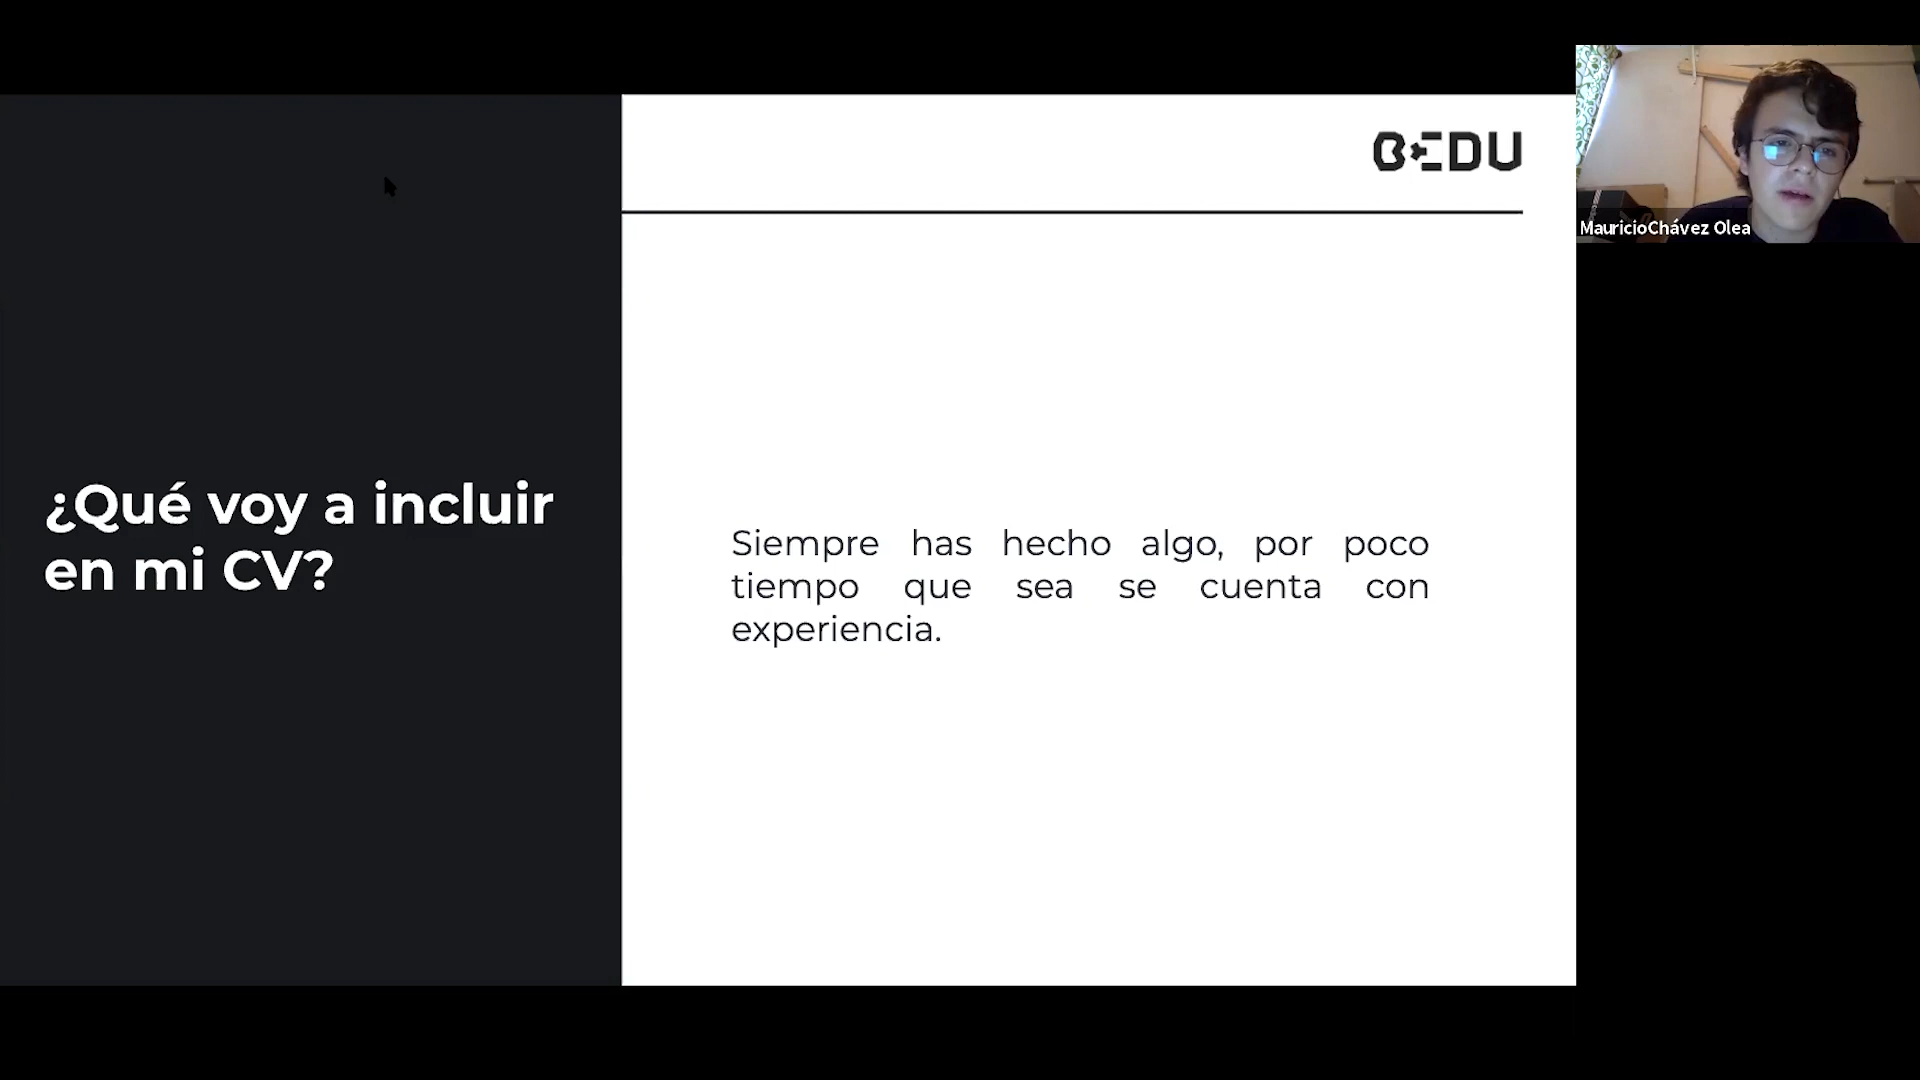 BEDU
MauricioChávez Olea
¿Qué voy a incluir
en mi CV?
Siempre has hecho algo, por poco
tiempo que sea se cuenta con
experiencia.